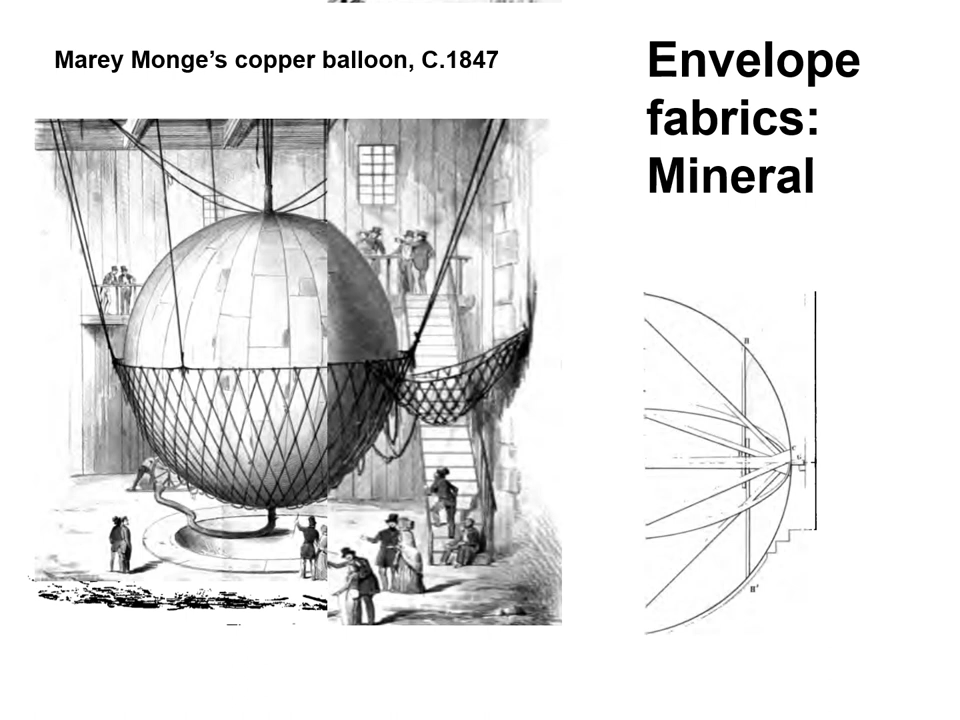 Marey Monge’s copper balloon, C.1847
Envelope
fabrics:
Mineral
B
C
G
B'